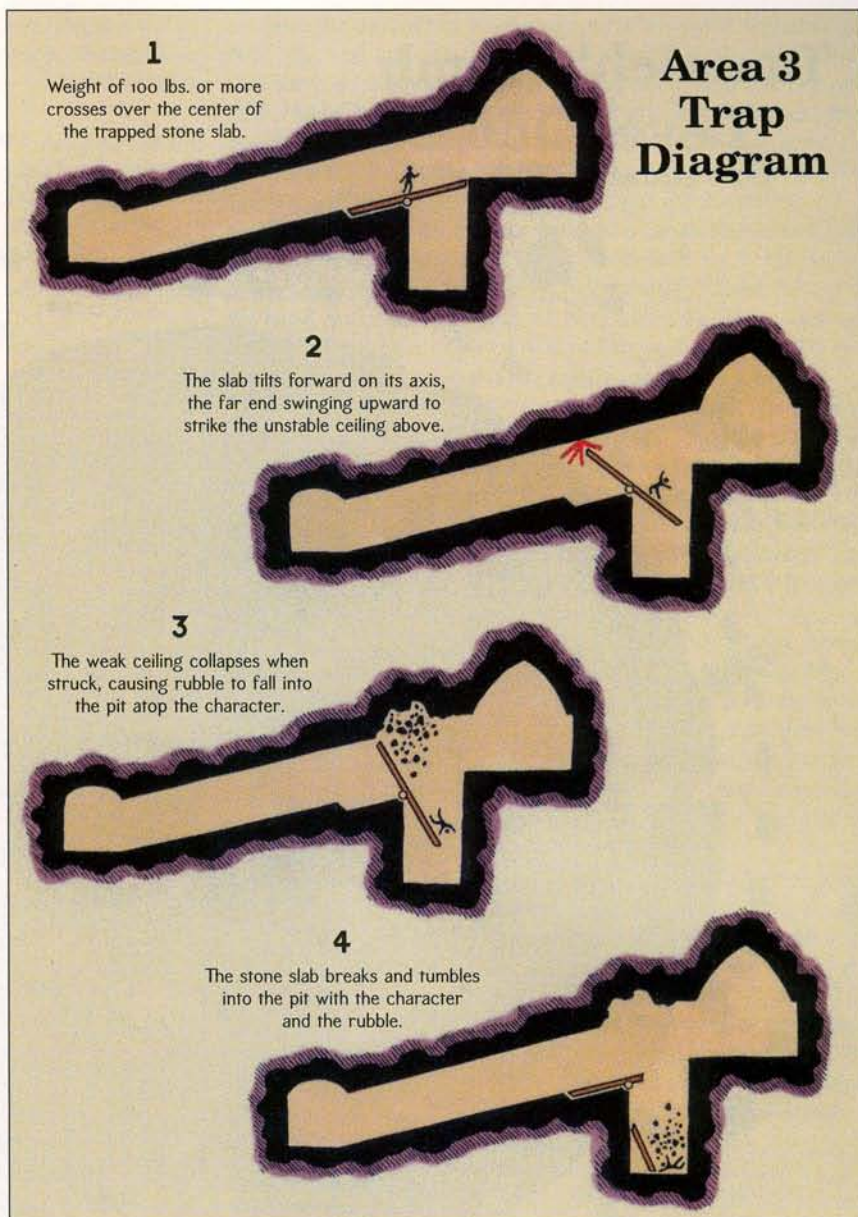 Area 3
Trap
Diagram
1
Weight of 100 lbs. or more
crosses over the center of
the trapped stone slab.
2
The slab tilts forward on its axis,
the far end swinging upward to
strike the unstable ceiling above.
3
The weak ceiling collapses when
struck, causing rubble to fall into
the pit atop the character.
4
The stone slab breaks and tumbles
into the pit with the character
and the rubble.